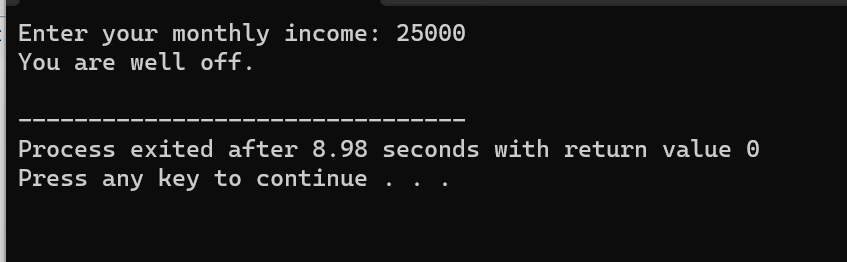 Enter your monthly income: 25000
You are well off.
--------------------------------
Process exited after 8.98 seconds with return value 0
Press any key to continue . . .